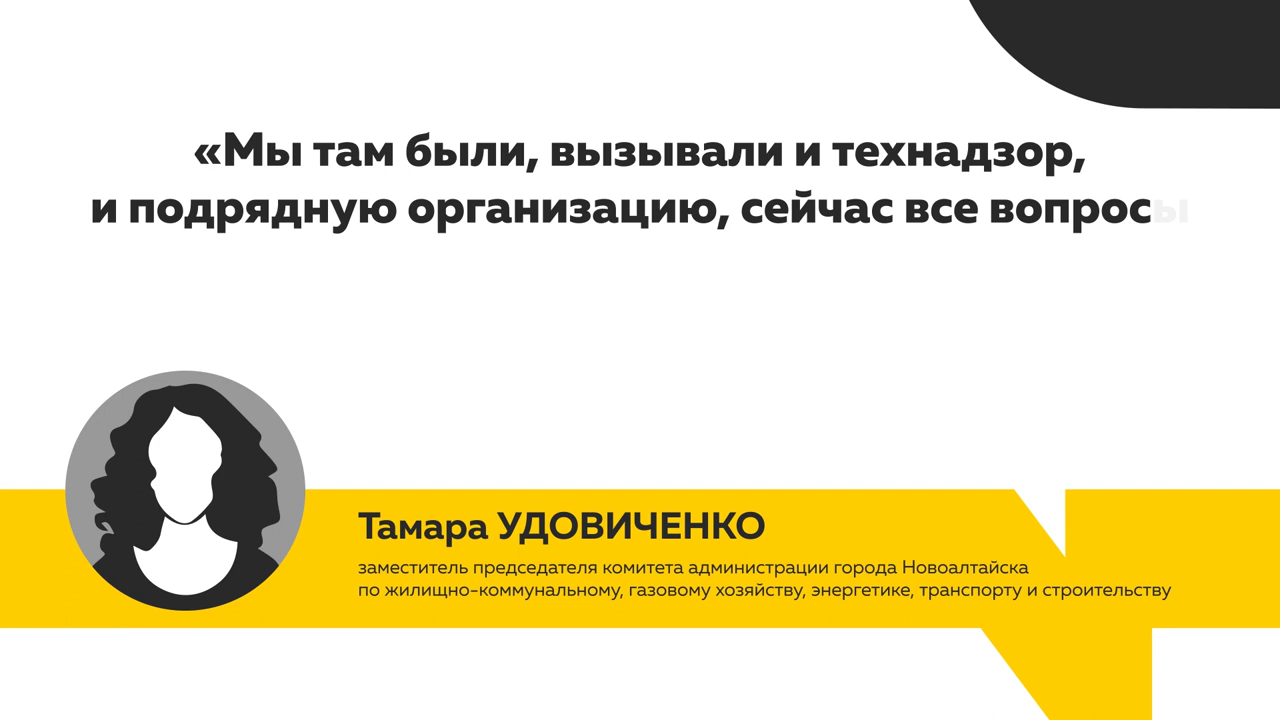 «Мы там были, вызывали и технадзор,
и подрядную организацию, сейчас все вопросы
Тамара УДОВИЧЕНКО
заместитель председателя комитета администрации города Новоалтайска
по жилищно-коммунальному, газовому хозяйству, энергетике, транспорту и строительству